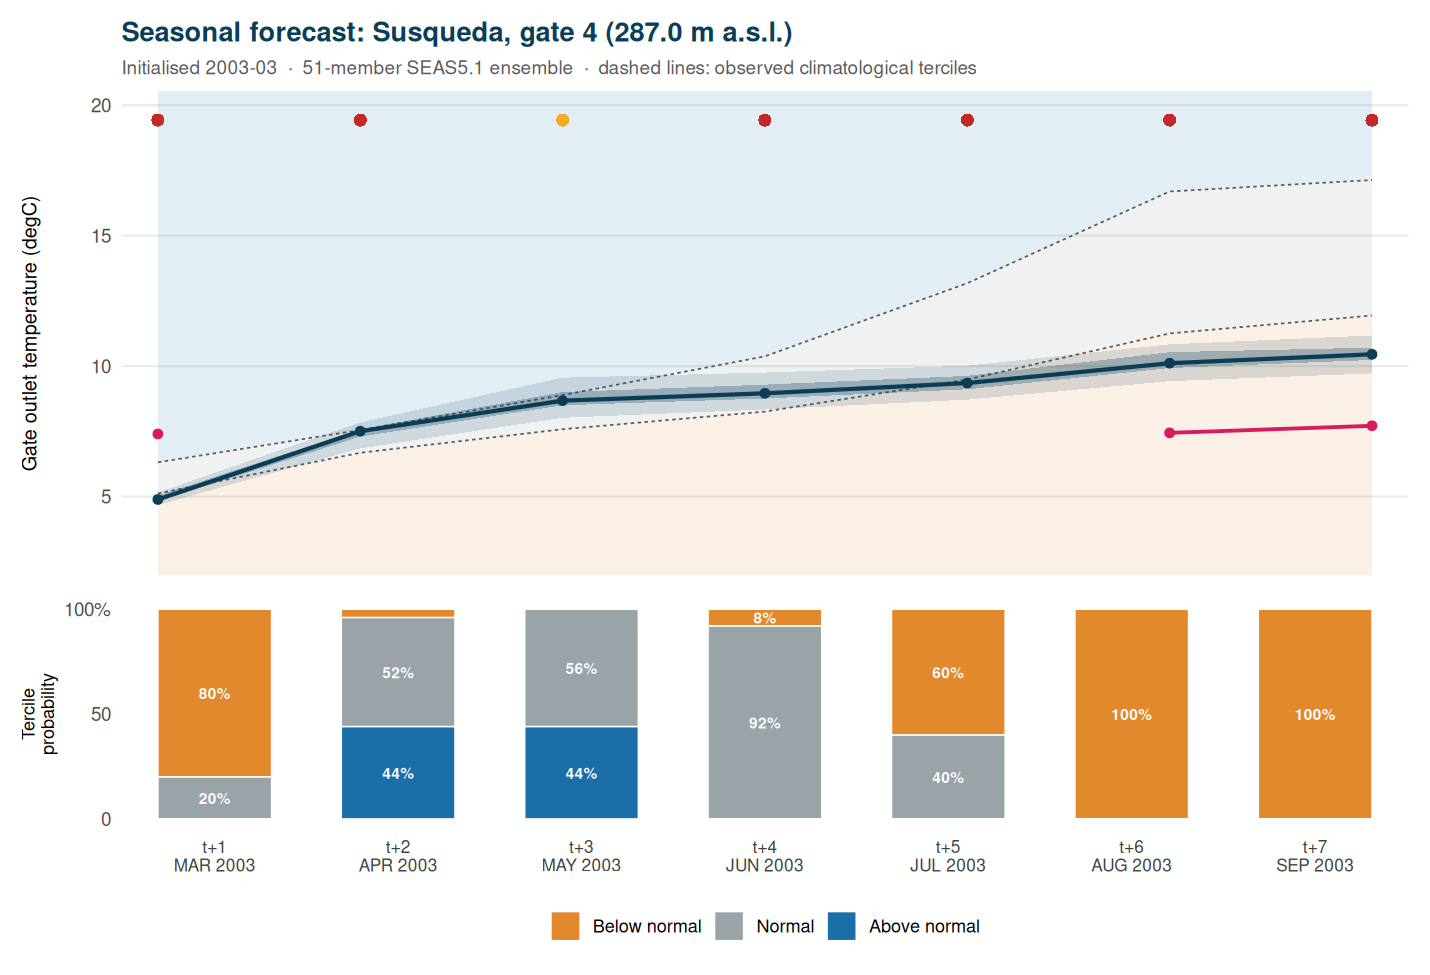 Seasonal forecast: Susqueda, gate 4 (287.0 m a.s.l.)
Initialised 2003-03 · 51-member SEAS5.1 ensemble · dashed lines: observed climatological terciles
Gate outlet temperature (degC)
20
15
10
5
Tercile
probability
100%
50
0
80%
20%
52%
44%
56%
44%
8%
92%
60%
40%
100%
100%
t+1
MAR 2003
t+2
APR 2003
t+3
MAY 2003
t+4
JUN 2003
t+5
JUL 2003
t+6
AUG 2003
t+7
SEP 2003
Below normal
Normal
Above normal